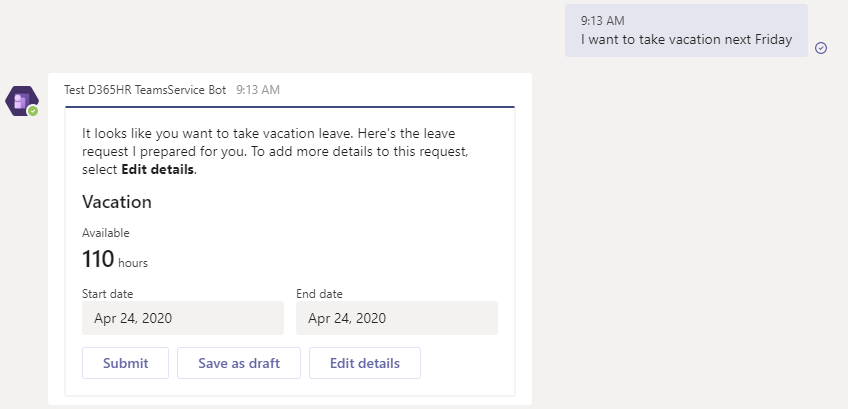 9:13 AM
I want to take vacation next Friday
Test D365HR TeamsService Bot 9:13 AM
It looks like you want to take vacation leave. Here's the leave
request I prepared for you. To add more details to this request,
select Edit details.
Vacation
Available
110 hours
Start date End date
Apr 24, 2020 Apr 24, 2020
Submit Save as draft Edit details